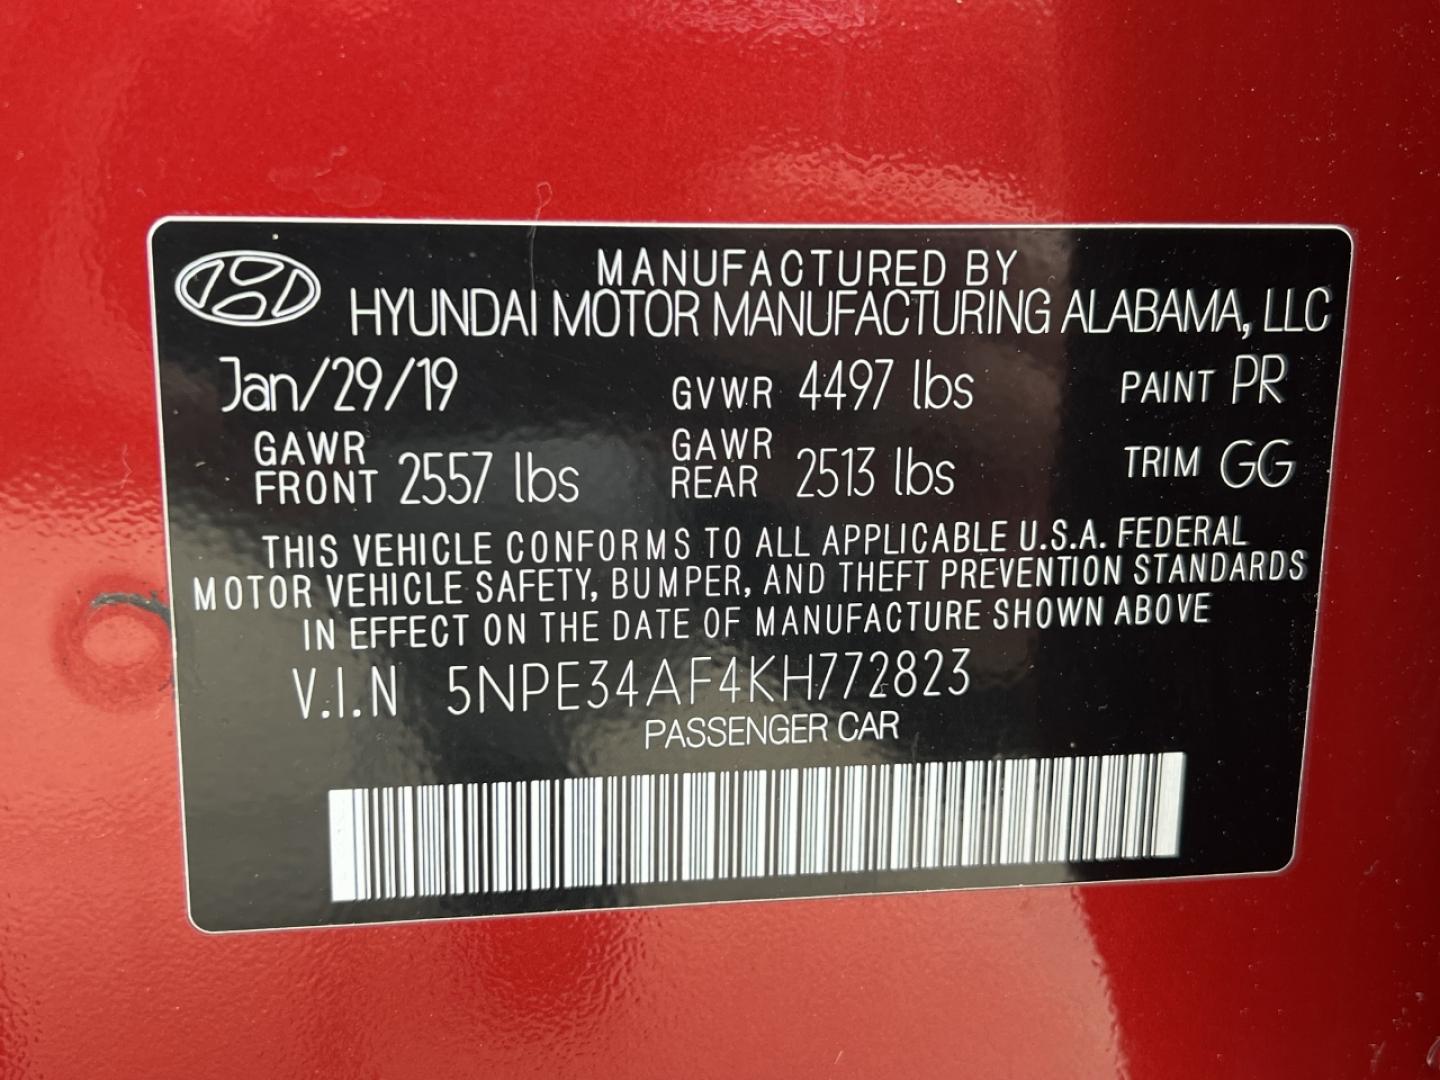 MANUFACTURED BY
HYUNDAI MOTOR MANUFACTURING ALABAMA, LLC
Jan/29/19 GVWR 4497 lbs PAINT PR
GAWR FRONT 2557 lbs GAWR REAR 2513 lbs TRIM GG
THIS VEHICLE CONFORMS TO ALL APPLICABLE U.S.A. FEDERAL
MOTOR VEHICLE SAFETY, BUMPER, AND THEFT PREVENTION STANDARDS
IN EFFECT ON THE DATE OF MANUFACTURE SHOWN ABOVE
V.I.N 5NPE34AF4KH772823
PASSENGER CAR